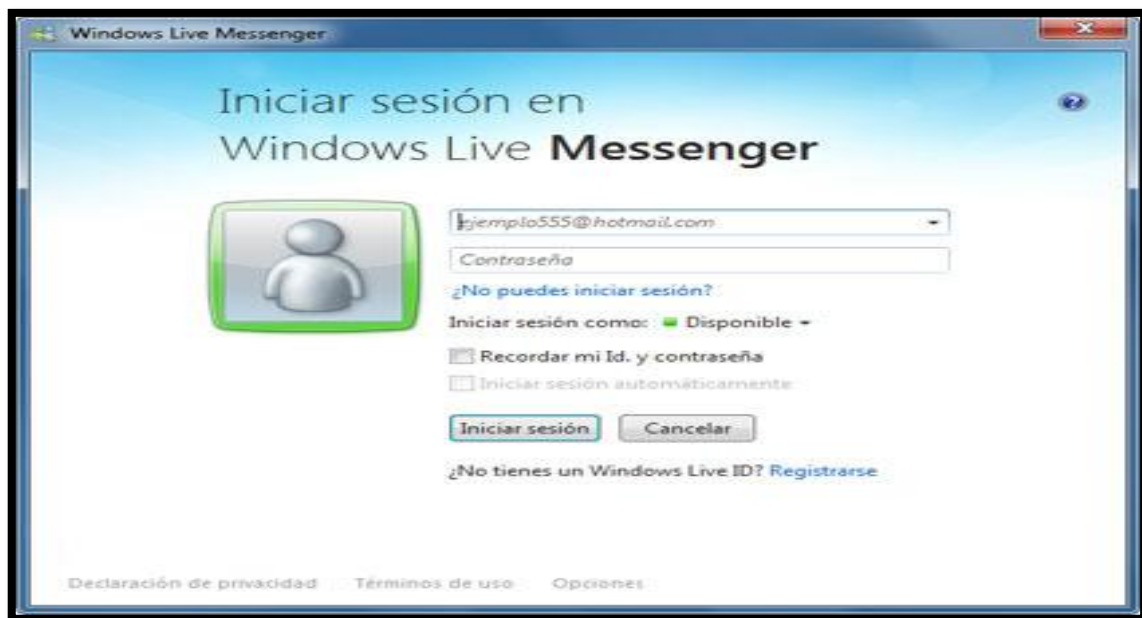 Windows Live Messenger
Iniciar sesión en
Windows Live Messenger
ejemplo555@hotmail.com
Contraseña
¿No puedes iniciar sesión?
Iniciar sesión como: Disponible
Recordar mi Id. y contraseña
Iniciar sesión automáticamente
Iniciar sesión Cancelar
¿No tienes un Windows Live ID? Registrarse
Declaración de privacidad Términos de uso Opciones